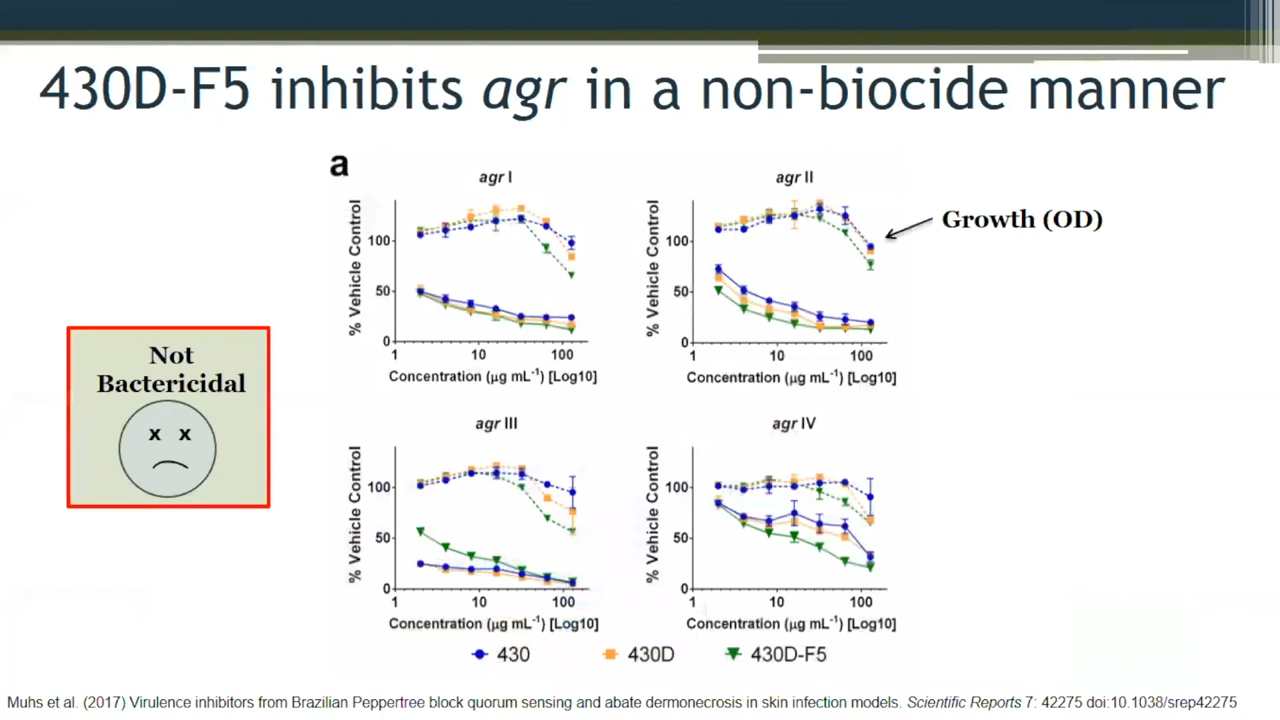 430D-F5 inhibits agr in a non-biocide manner
a
agr I
% Vehicle Control
100
50
0
1
10
100
Concentration (μg mL⁻¹) [Log10]
agr II
% Vehicle Control
100
50
0
1
10
100
Concentration (μg mL⁻¹) [Log10]
Growth (OD)
Not
Bactericidal
x x
agr III
% Vehicle Control
100
50
0
1
10
100
Concentration (μg mL⁻¹) [Log10]
agr IV
% Vehicle Control
100
50
0
1
10
100
Concentration (μg mL⁻¹) [Log10]
430
430D
430D-F5
Muhs et al. (2017) Virulence inhibitors from Brazilian Peppertree block quorum sensing and abate dermonecrosis in skin infection models. Scientific Reports 7: 42275 doi:10.1038/srep42275